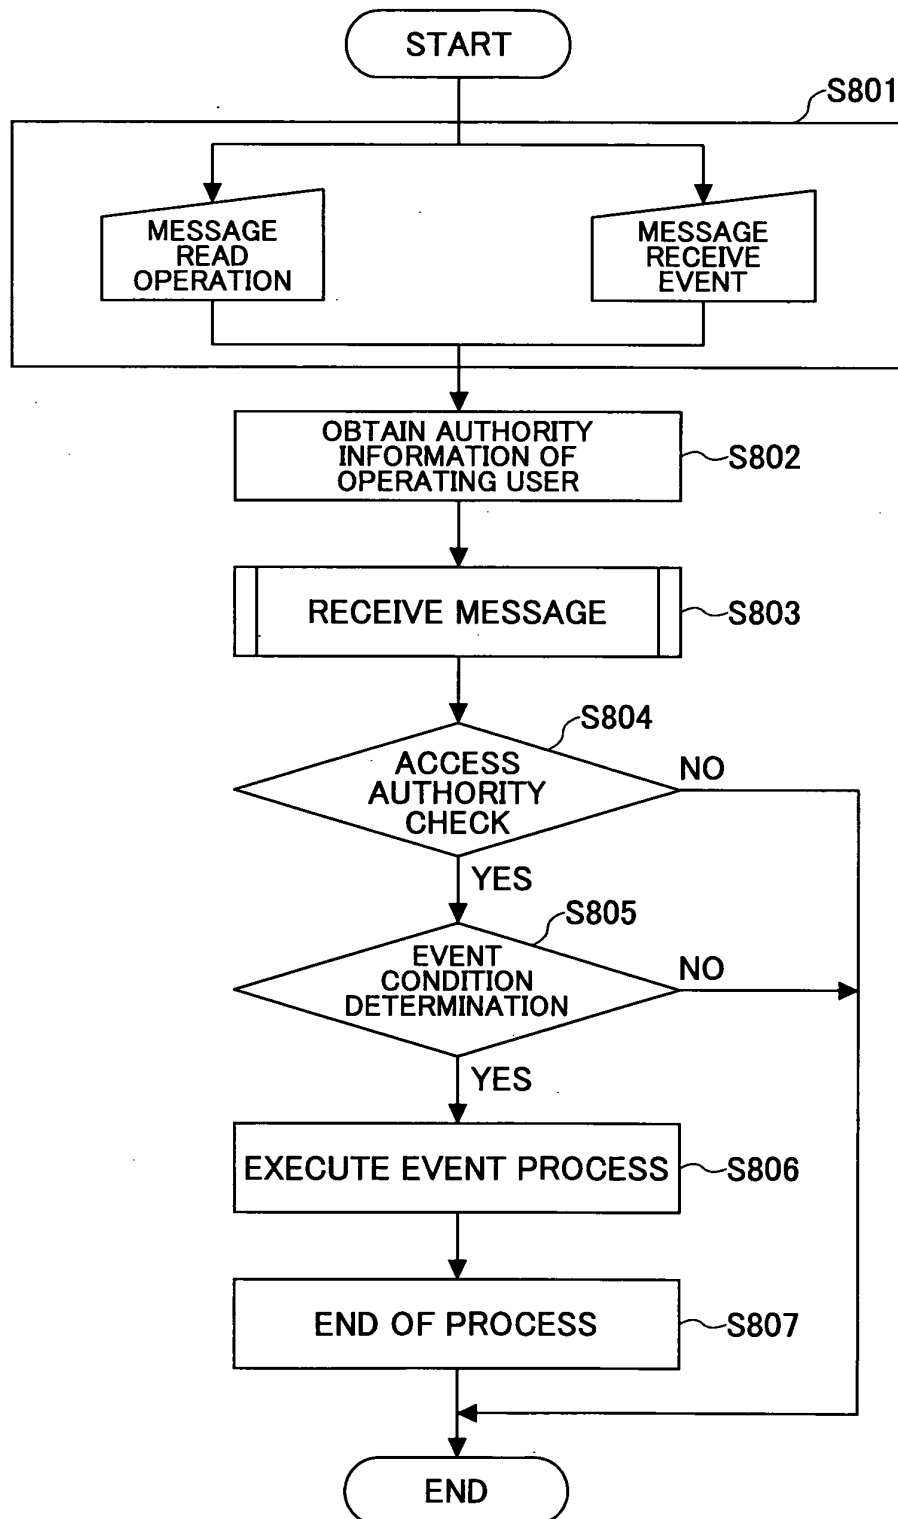 START
S801
MESSAGE
READ
OPERATION
MESSAGE
RECEIVE
EVENT
OBTAIN AUTHORITY
INFORMATION OF
OPERATING USER
S802
RECEIVE MESSAGE
S803
S804
ACCESS
AUTHORITY
CHECK
NO
YES
S805
EVENT
CONDITION
DETERMINATION
NO
YES
EXECUTE EVENT PROCESS
S806
END OF PROCESS
S807
END